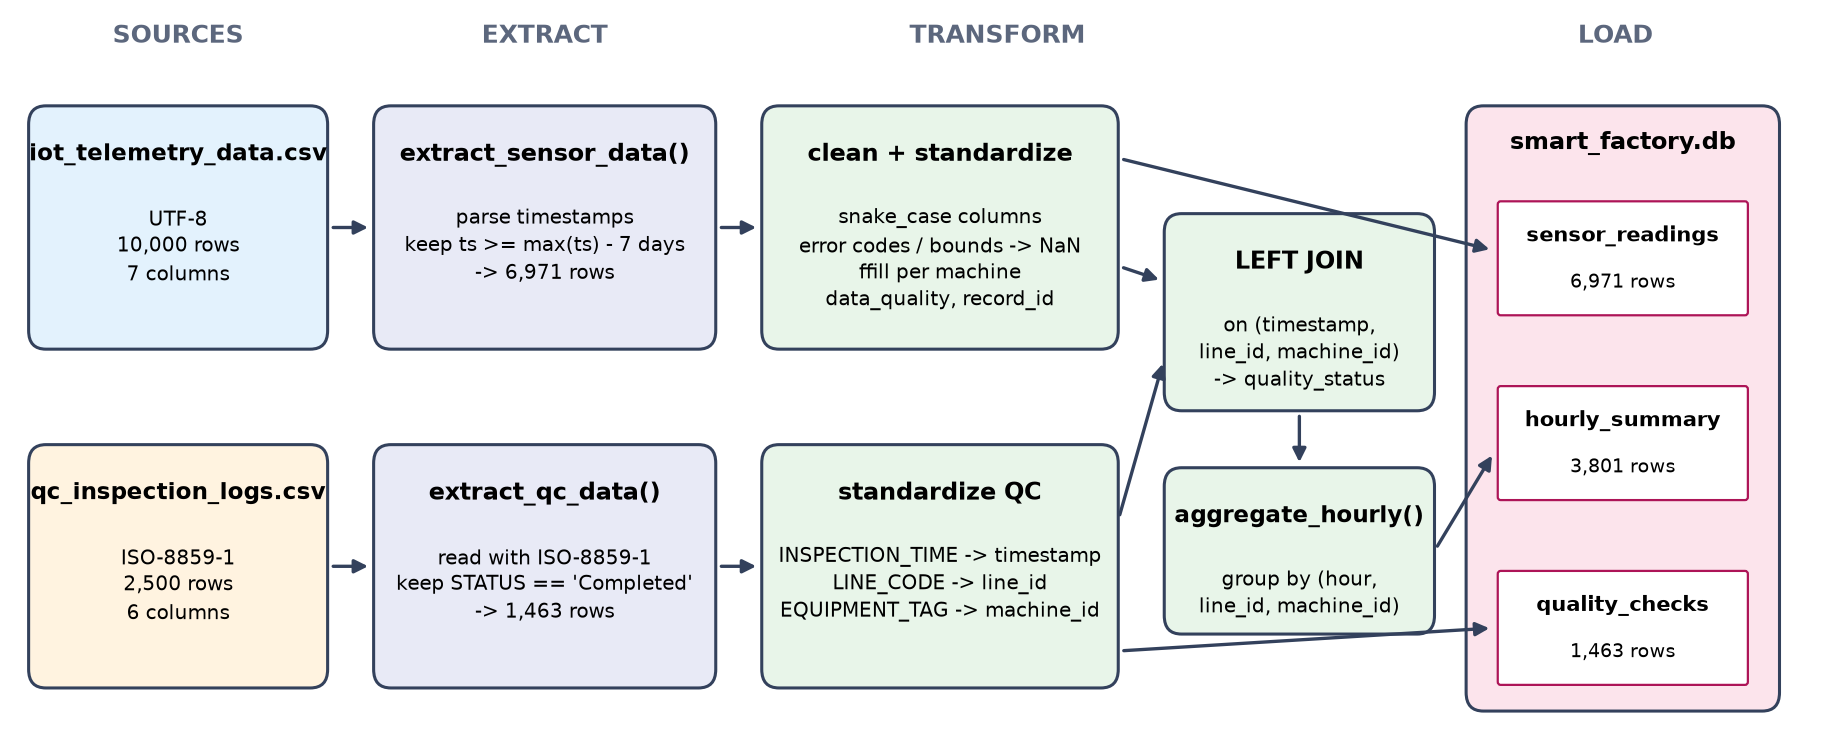 SOURCES
EXTRACT
TRANSFORM
LOAD
iot_telemetry_data.csv
UTF-8
10,000 rows
7 columns
extract_sensor_data()
parse timestamps
keep ts >= max(ts) - 7 days
-> 6,971 rows
clean + standardize
snake_case columns
error codes / bounds -> NaN
ffill per machine
data_quality, record_id
LEFT JOIN
on (timestamp,
line_id, machine_id)
-> quality_status
smart_factory.db
sensor_readings
6,971 rows
hourly_summary
3,801 rows
quality_checks
1,463 rows
qc_inspection_logs.csv
ISO-8859-1
2,500 rows
6 columns
extract_qc_data()
read with ISO-8859-1
keep STATUS == 'Completed'
-> 1,463 rows
standardize QC
INSPECTION_TIME -> timestamp
LINE_CODE -> line_id
EQUIPMENT_TAG -> machine_id
aggregate_hourly()
group by (hour,
line_id, machine_id)